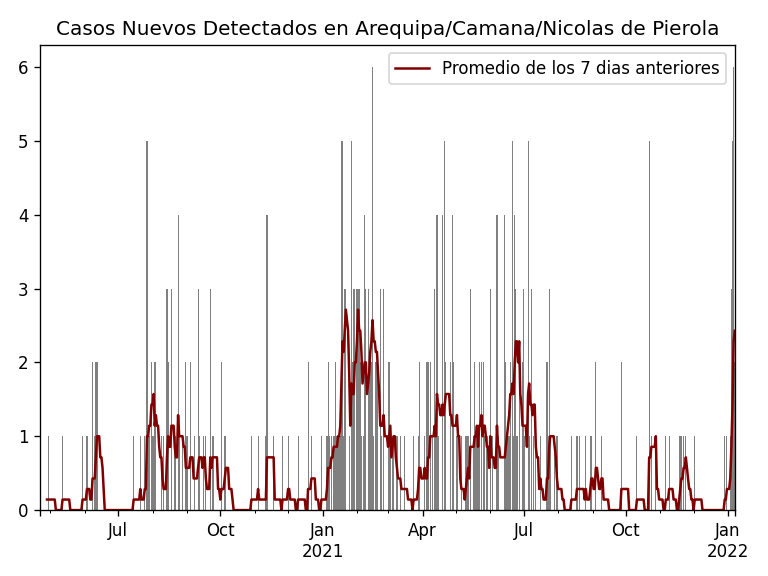 Casos Nuevos Detectados en Arequipa/Camana/Nicolas de Pierola
Promedio de los 7 dias anteriores
6
5
4
3
2
1
0
Jul Oct Jan Apr Jul Oct Jan
2021 2022